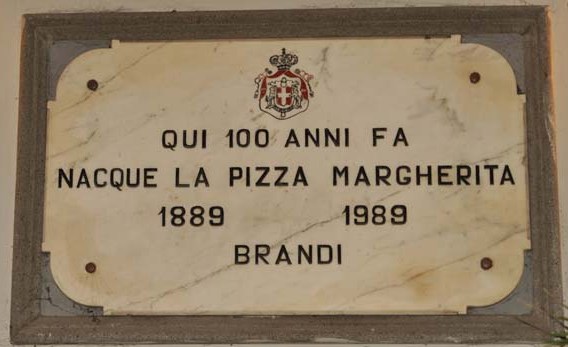 QUI 100 ANNI FA
NACQUE LA PIZZA MARGHERITA
1889 1989
BRANDI